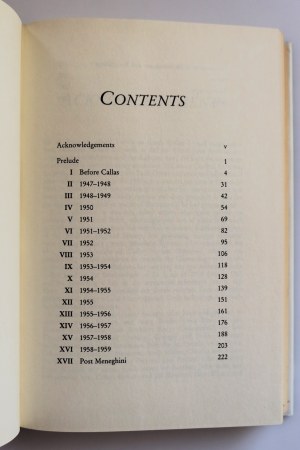 CONTENTS
Acknowledgements v
Prelude 1
I Before Callas 4
II 1947–1948 31
III 1948–1949 42
IV 1950 54
V 1951 69
VI 1951–1952 82
VII 1952 95
VIII 1953 106
IX 1953–1954 118
X 1954 128
XI 1954–1955 139
XII 1955 151
XIII 1955–1956 161
XIV 1956–1957 176
XV 1957–1958 188
XVI 1958–1959 203
XVII Post Meneghini 222